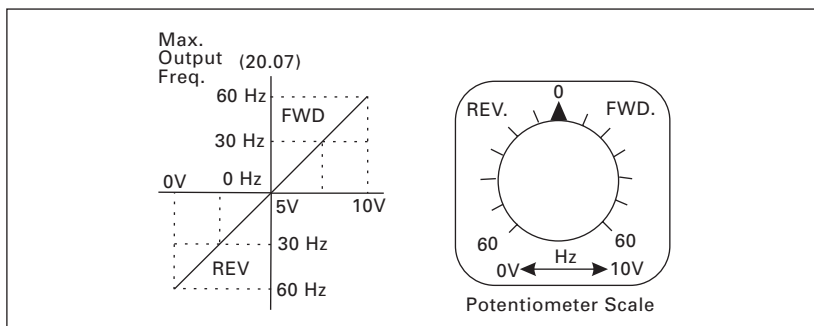 Max.
Output (20.07)
Freq.
60 Hz
FWD
30 Hz
0V
0 Hz
5V
10V
30 Hz
REV
60 Hz
0
REV.
FWD.
60
60
Hz
0V
10V
Potentiometer Scale